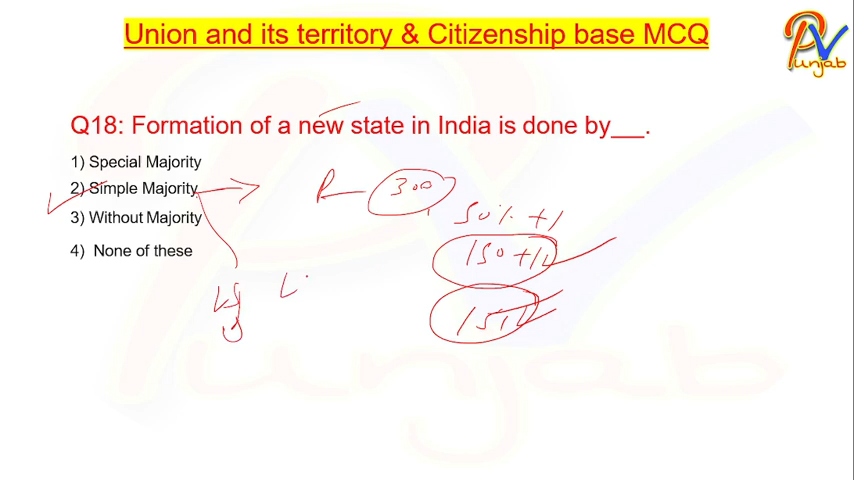 Union and its territory & Citizenship base MCQ
Punjab
Q18: Formation of a new state in India is done by__.
1) Special Majority
2) Simple Majority
3) Without Majority
4) None of these
300
50% +1
150 +1
151